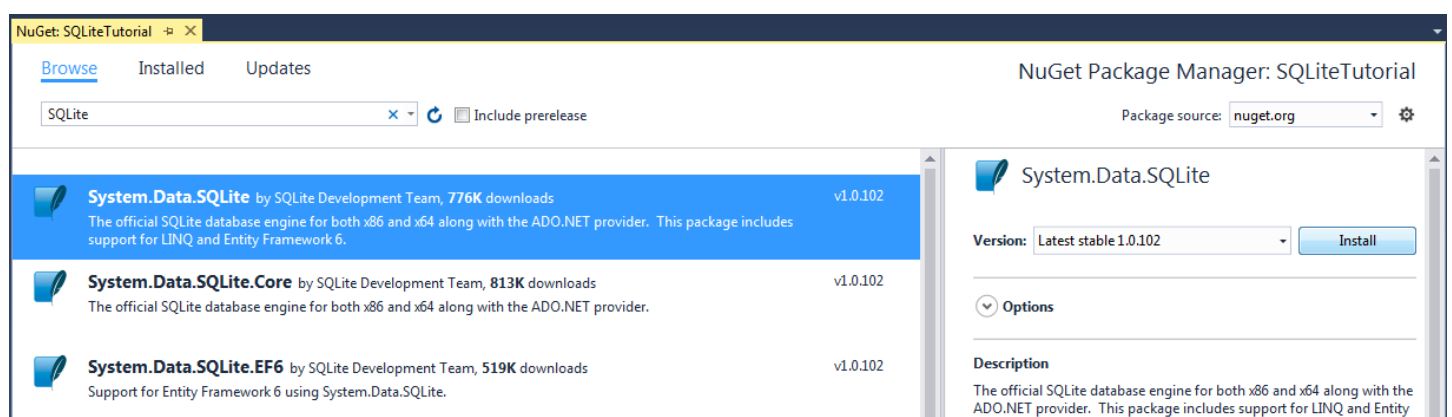 NuGet: SQLiteTutorial
Browse Installed Updates
NuGet Package Manager: SQLiteTutorial
SQLite
Include prerelease
Package source: nuget.org
System.Data.SQLite by SQLite Development Team, 776K downloads v1.0.102
The official SQLite database engine for both x86 and x64 along with the ADO.NET provider. This package includes
support for LINQ and Entity Framework 6.
System.Data.SQLite.Core by SQLite Development Team, 813K downloads v1.0.102
The official SQLite database engine for both x86 and x64 along with the ADO.NET provider.
System.Data.SQLite.EF6 by SQLite Development Team, 519K downloads v1.0.102
Support for Entity Framework 6 using System.Data.SQLite.
System.Data.SQLite
Version: Latest stable 1.0.102 Install
Options
Description
The official SQLite database engine for both x86 and x64 along with the
ADO.NET provider. This package includes support for LINQ and Entity